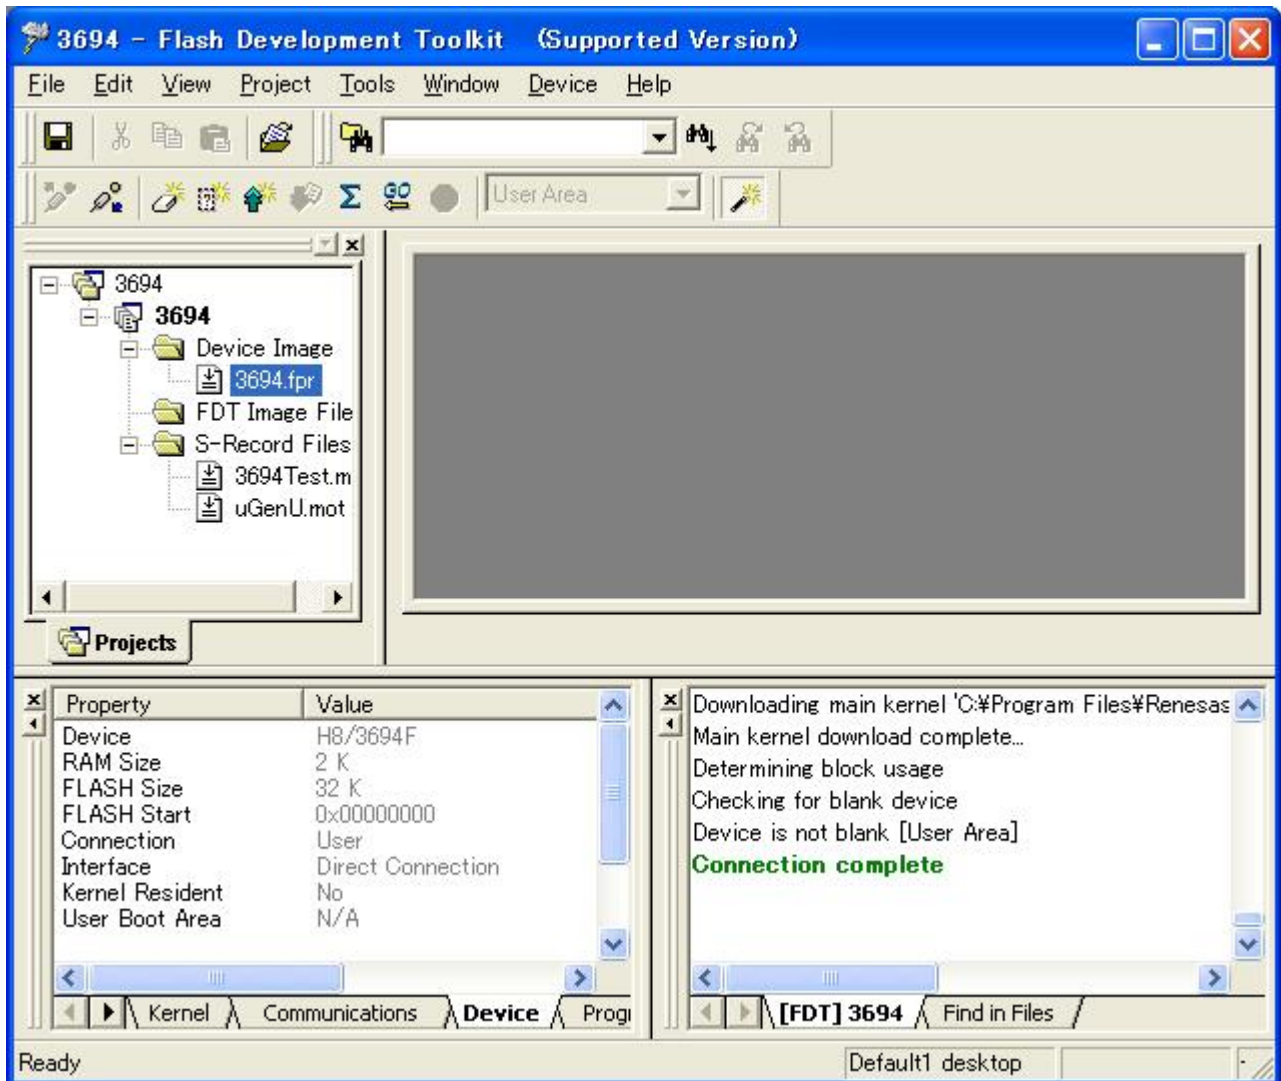 3694 - Flash Development Toolkit (Supported Version)
File Edit View Project Tools Window Device Help
User Area
3694
3694
Device Image
3694.fpr
FDT Image File
S-Record Files
3694Test.m
uGenU.mot
Projects
Property Value
Device H8/3694F
RAM Size 2 K
FLASH Size 32 K
FLASH Start 0x00000000
Connection User
Interface Direct Connection
Kernel Resident No
User Boot Area N/A
Kernel Communications Device Progr
Downloading main kernel 'C:¥Program Files¥Renesas
Main kernel download complete...
Determining block usage
Checking for blank device
Device is not blank [User Area]
Connection complete
[FDT] 3694 Find in Files
Ready Default1 desktop